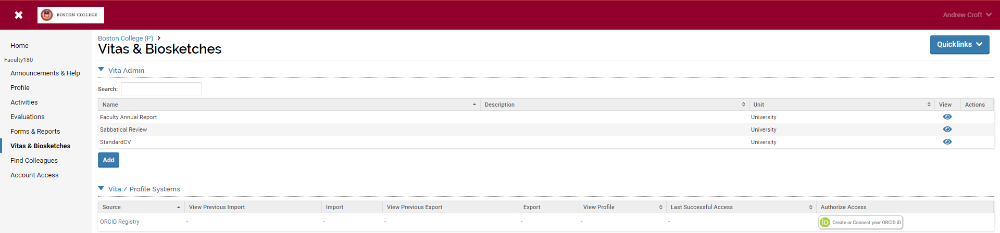 BOSTON COLLEGE
Andrew Croft
Home
Faculty180
Announcements & Help
Profile
Activities
Evaluations
Forms & Reports
Vitas & Biosketches
Find Colleagues
Account Access
Boston College (P)
Vitas & Biosketches
Quicklinks
Vita Admin
Search:
Name Description Unit View Actions
Faculty Annual Report University
Sabbatical Review University
StandardCV University
Add
Vita / Profile Systems
Source View Previous Import Import View Previous Export Export View Profile Last Successful Access Authorize Access
ORCID Registry - - - - - - iD Create or Connect your ORCID iD